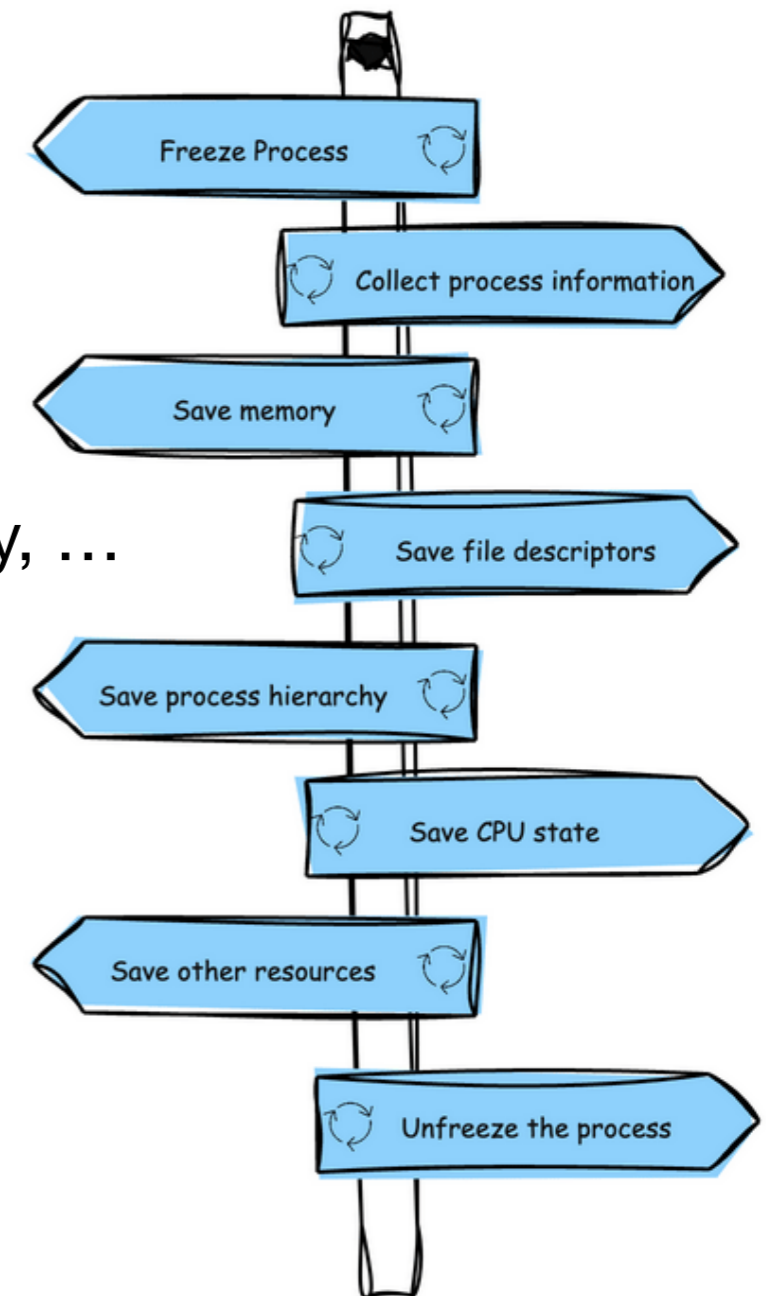 Freeze Process
Collect process information
Save memory
y, …
Save file descriptors
Save process hierarchy
Save CPU state
Save other resources
Unfreeze the process